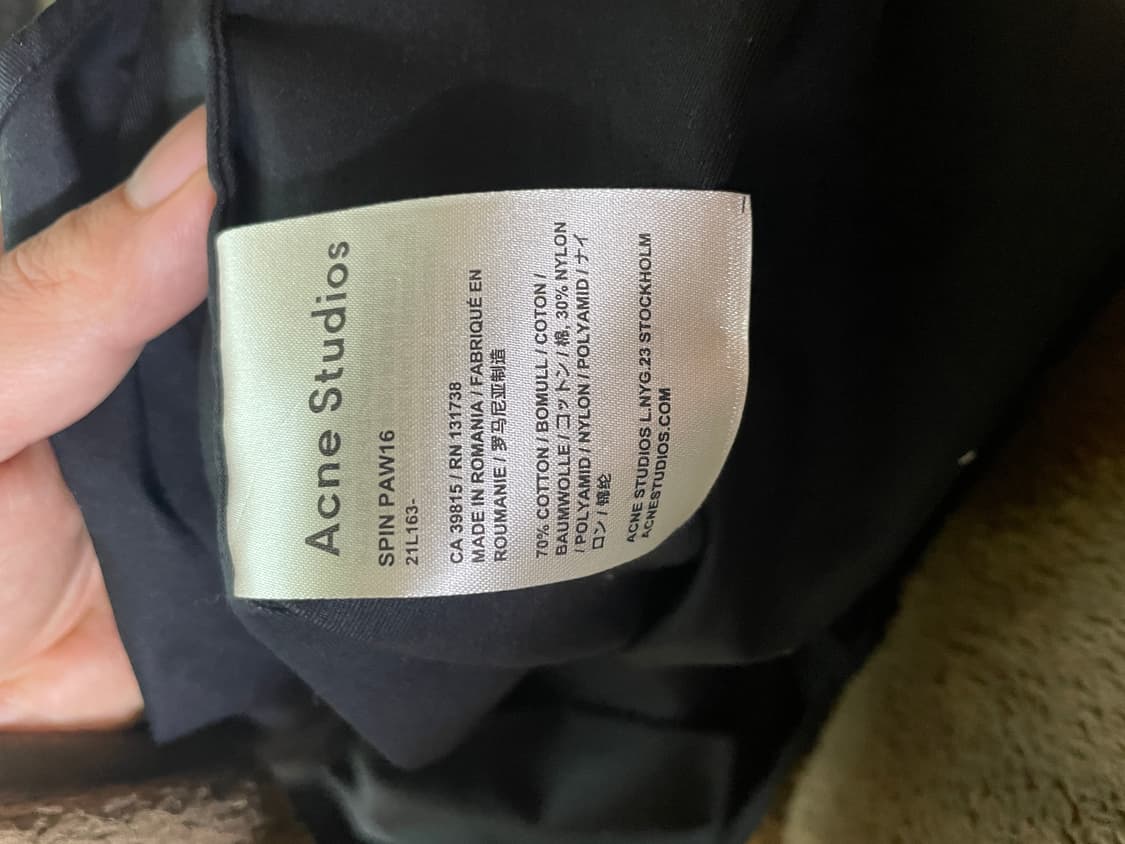 Acne Studios
SPIN PAW16
21L163-
CA 39815 / RN 131738
MADE IN ROMANIA / FABRIQUÉ EN
ROUMANIE / 罗马尼亚制造
70% COTTON / BOMULL / COTON /
BAUMWOLLE / コットン / 棉, 30% NYLON
/ POLYAMID / NYLON / POLYAMID / ナイ
ロン / 锦纶
ACNE STUDIOS L.NYG.23 STOCKHOLM
ACNESTUDIOS.COM